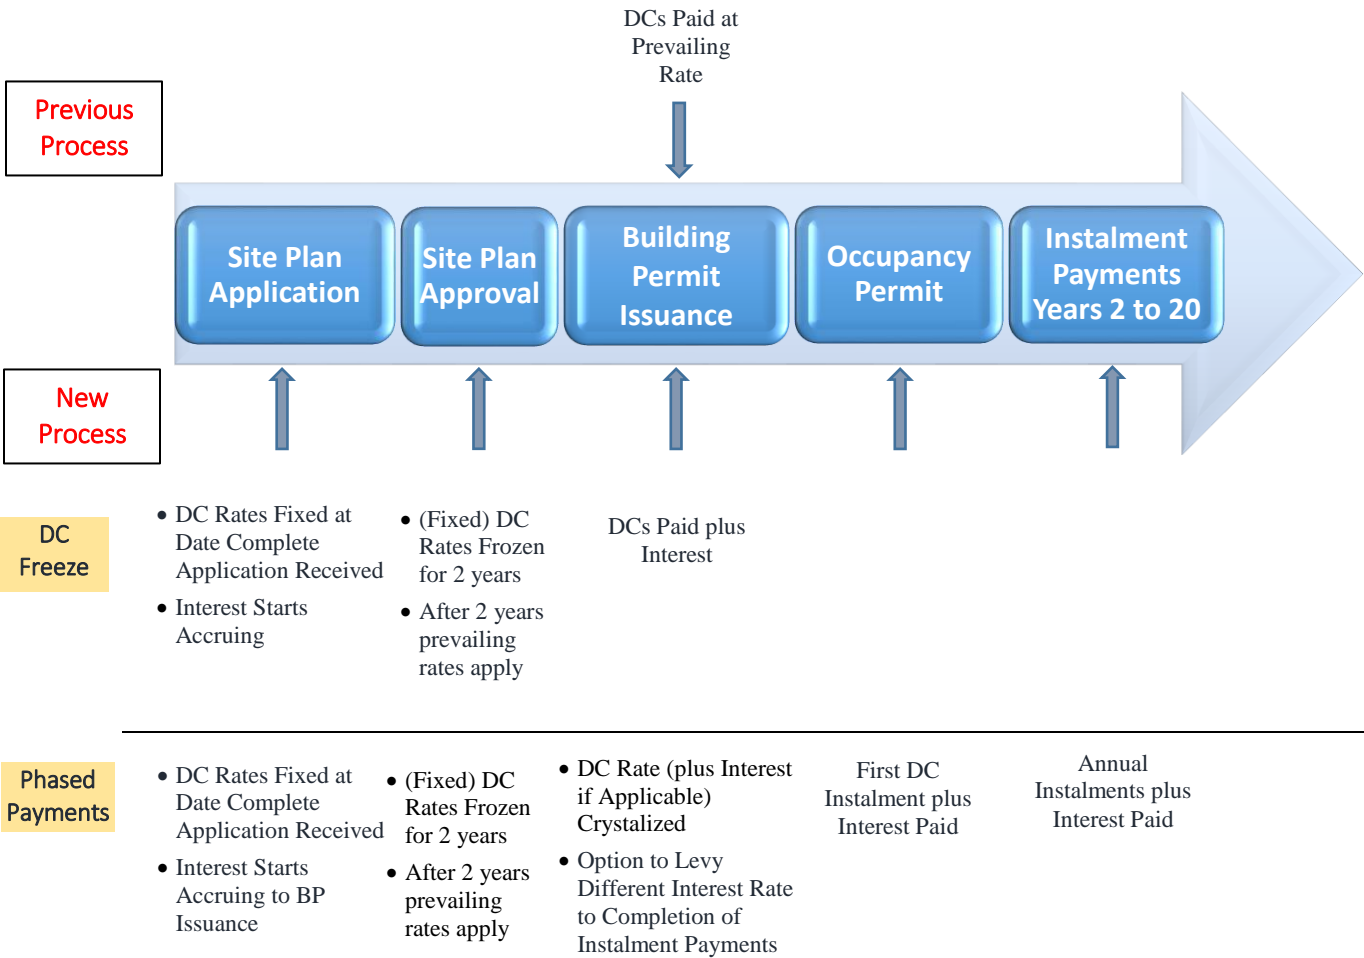 DCs Paid at
Prevailing
Rate
Previous
Process
Site Plan
Application
Site Plan
Approval
Building
Permit
Issuance
Occupancy
Permit
Instalment
Payments
Years 2 to 20
New
Process
DC
Freeze
• DC Rates Fixed at
Date Complete
Application Received
• Interest Starts
Accruing
• (Fixed) DC
Rates Frozen
for 2 years
• After 2 years
prevailing
rates apply
DCs Paid plus
Interest
Phased
Payments
• DC Rates Fixed at
Date Complete
Application Received
• Interest Starts
Accruing to BP
Issuance
• (Fixed) DC
Rates Frozen
for 2 years
• After 2 years
prevailing
rates apply
• DC Rate (plus Interest
if Applicable)
Crystalized
• Option to Levy
Different Interest Rate
to Completion of
Instalment Payments
First DC
Instalment plus
Interest Paid
Annual
Instalments plus
Interest Paid